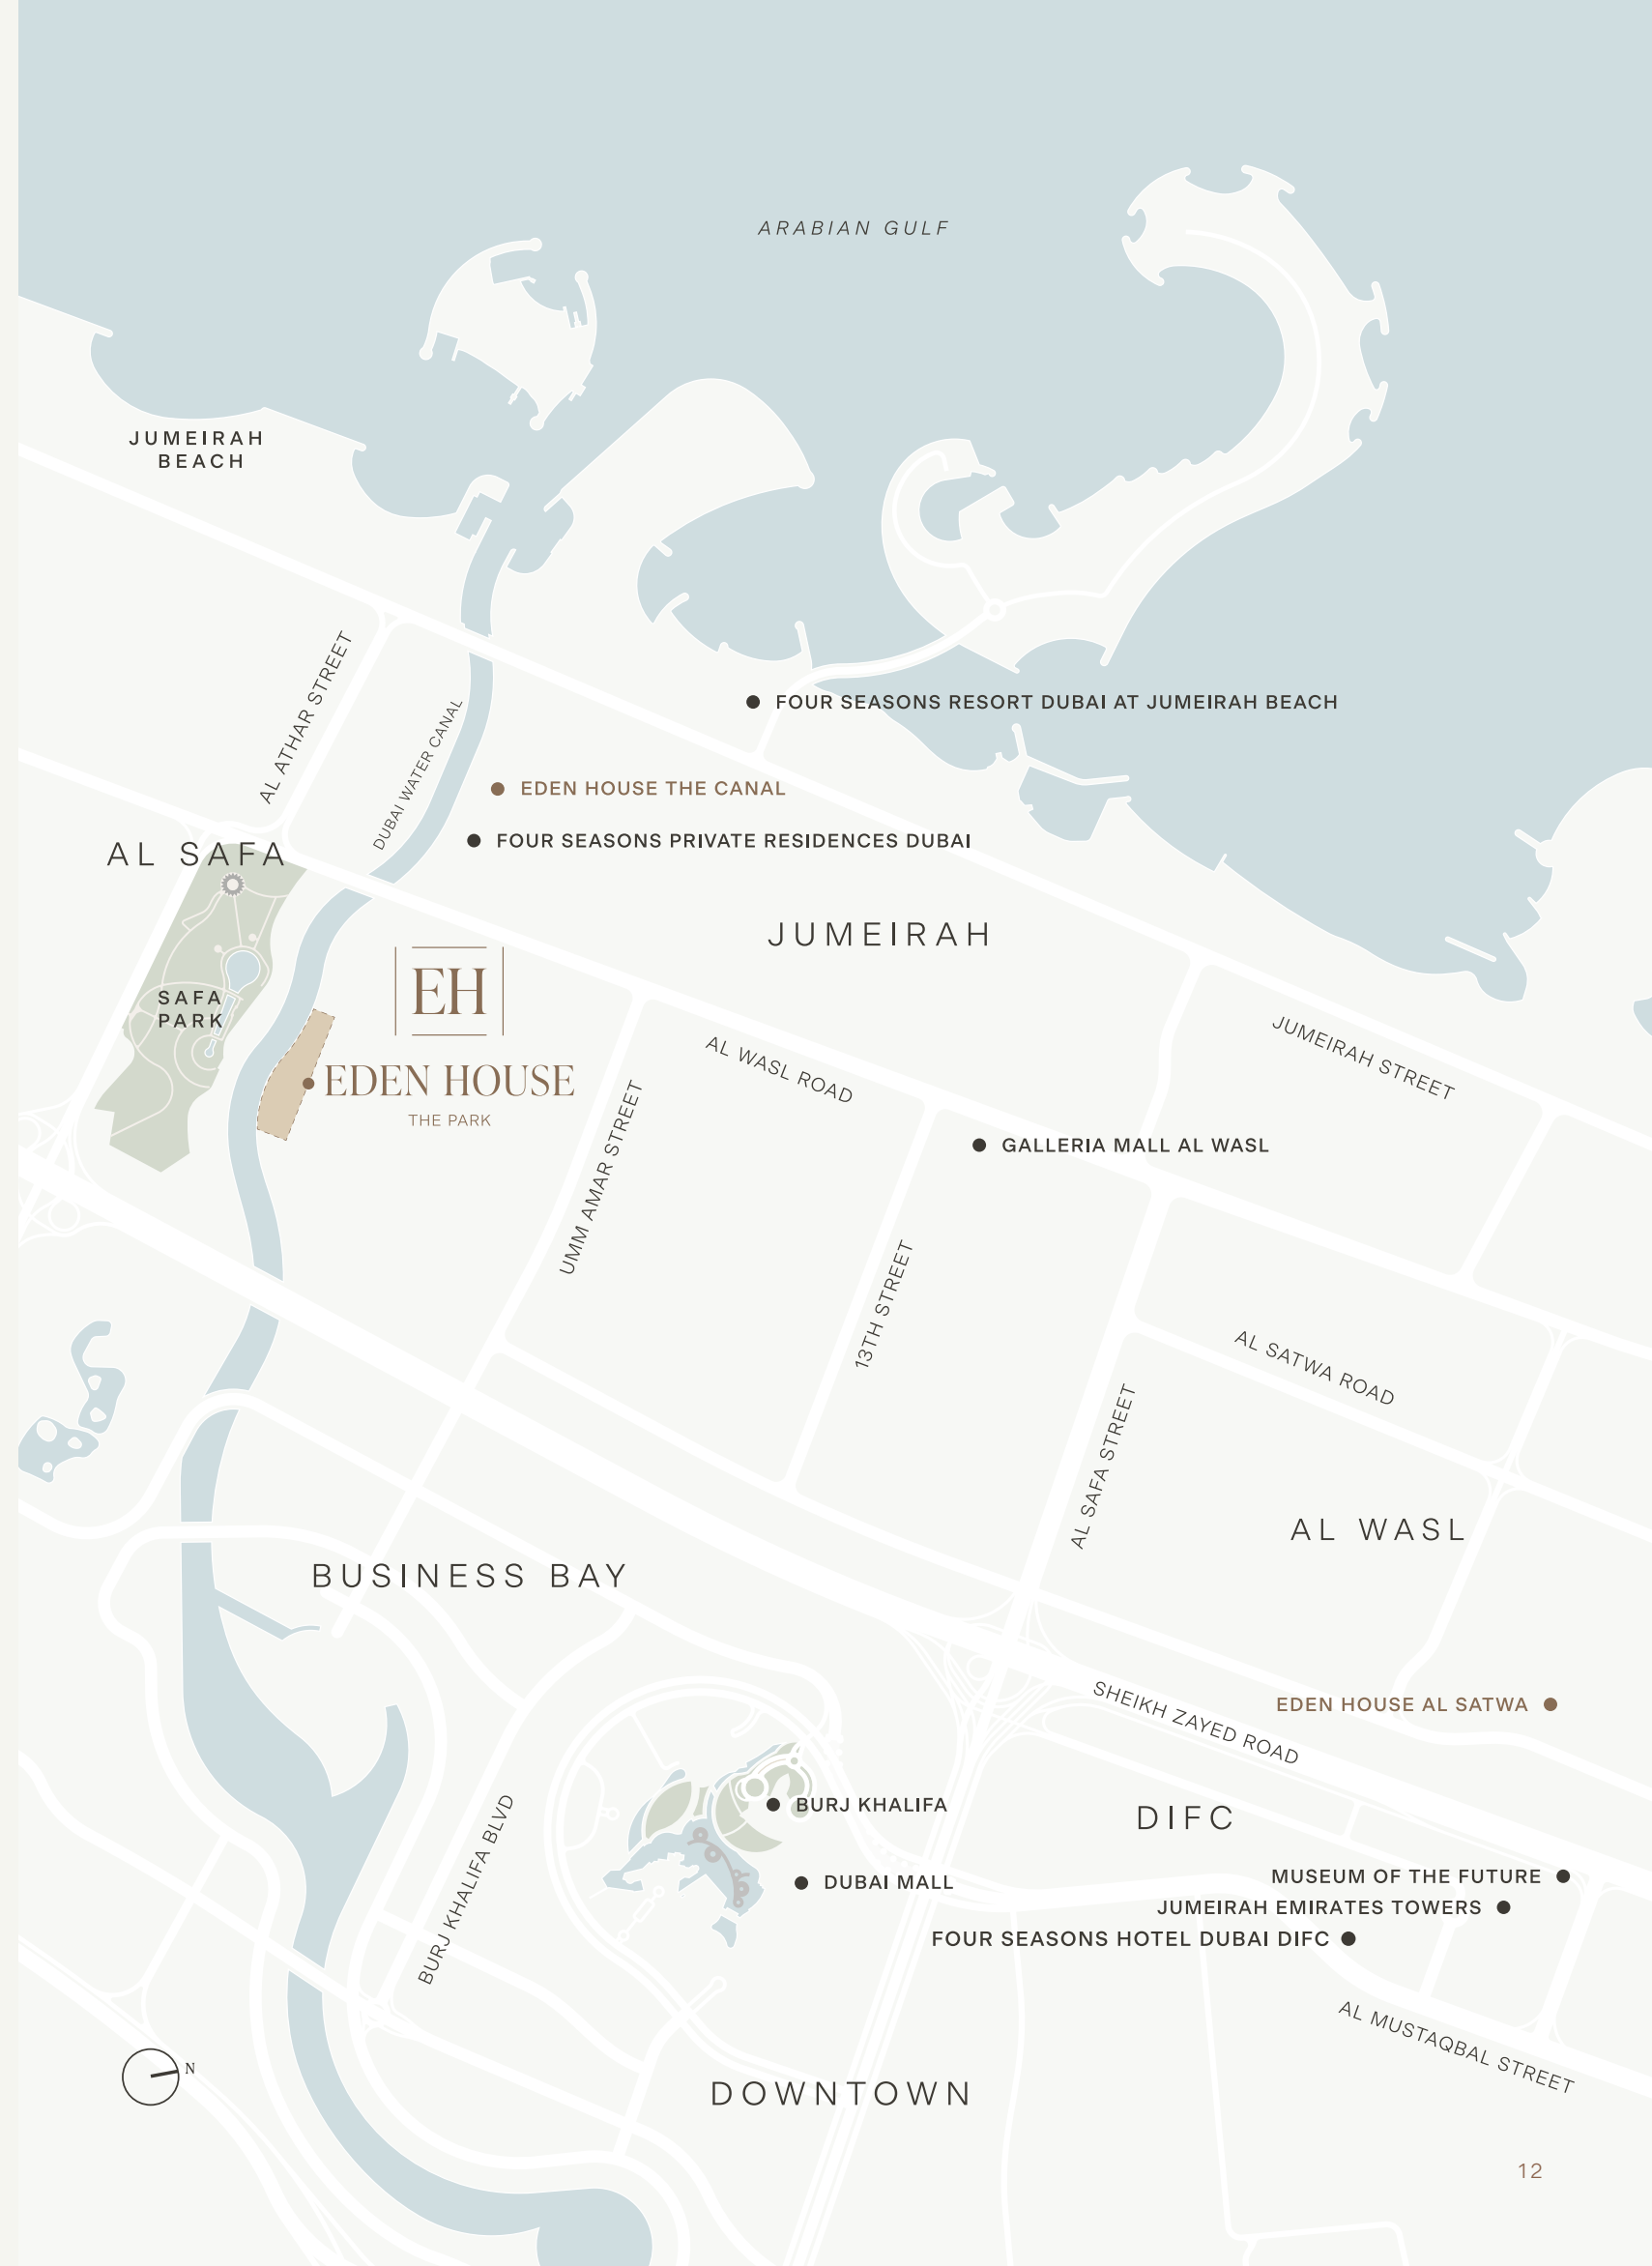 ARABIAN GULF
JUMEIRAH
BEACH
AL ATHAR STREET
DUBAI WATER CANAL
FOUR SEASONS RESORT DUBAI AT JUMEIRAH BEACH
EDEN HOUSE THE CANAL
FOUR SEASONS PRIVATE RESIDENCES DUBAI
AL SAFA
JUMEIRAH
SAFA
PARK
EH
EDEN HOUSE
THE PARK
AL WASL ROAD
JUMEIRAH STREET
UMM AMAR STREET
GALLERIA MALL AL WASL
13TH STREET
AL SATWA ROAD
AL SAFA STREET
AL WASL
BUSINESS BAY
SHEIKH ZAYED ROAD
EDEN HOUSE AL SATWA
BURJ KHALIFA BLVD
BURJ KHALIFA
DIFC
DUBAI MALL
MUSEUM OF THE FUTURE
JUMEIRAH EMIRATES TOWERS
FOUR SEASONS HOTEL DUBAI DIFC
AL MUSTAQBAL STREET
N
DOWNTOWN
12